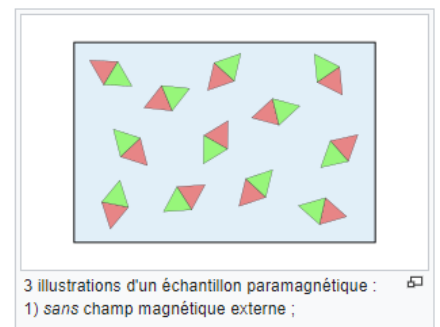 3 illustrations d'un échantillon paramagnétique :
1) sans champ magnétique externe ;